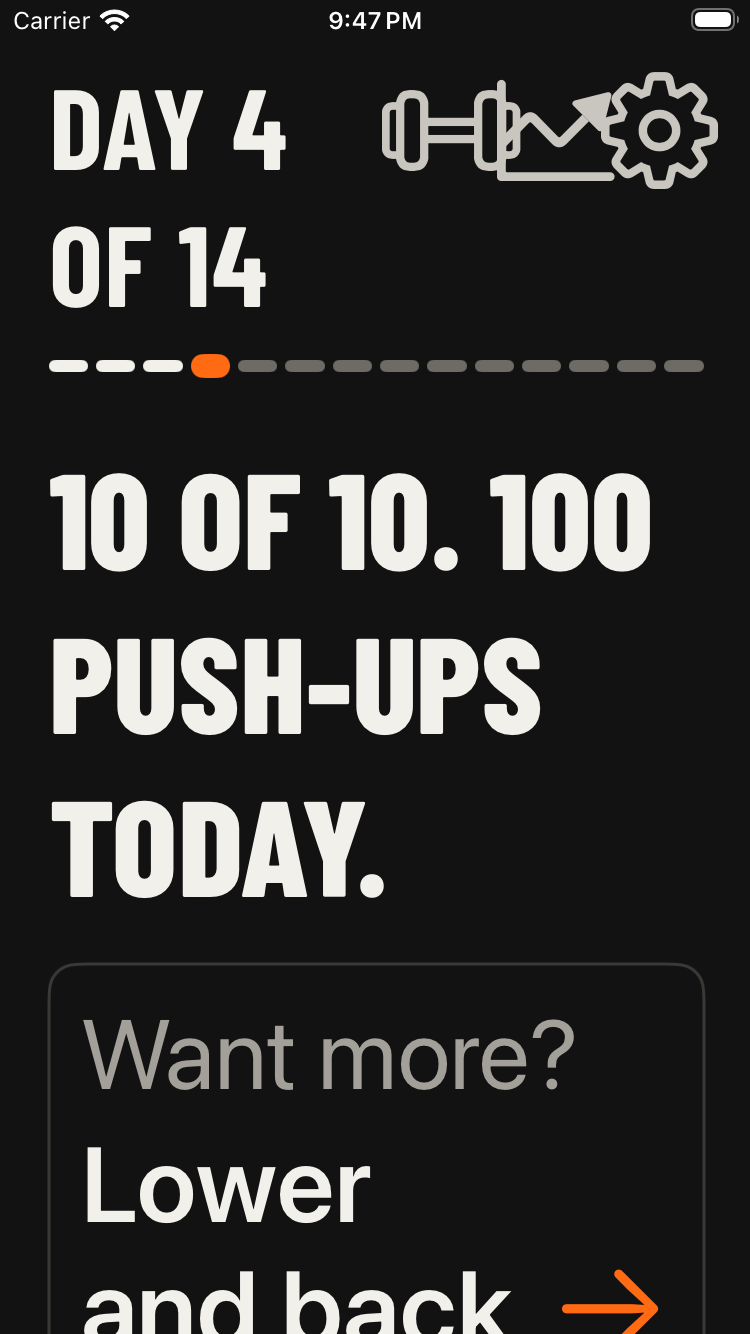 Carrier 9:47 PM
DAY 4
OF 14
10 OF 10. 100
PUSH-UPS
TODAY.
Want more?
Lower
and back